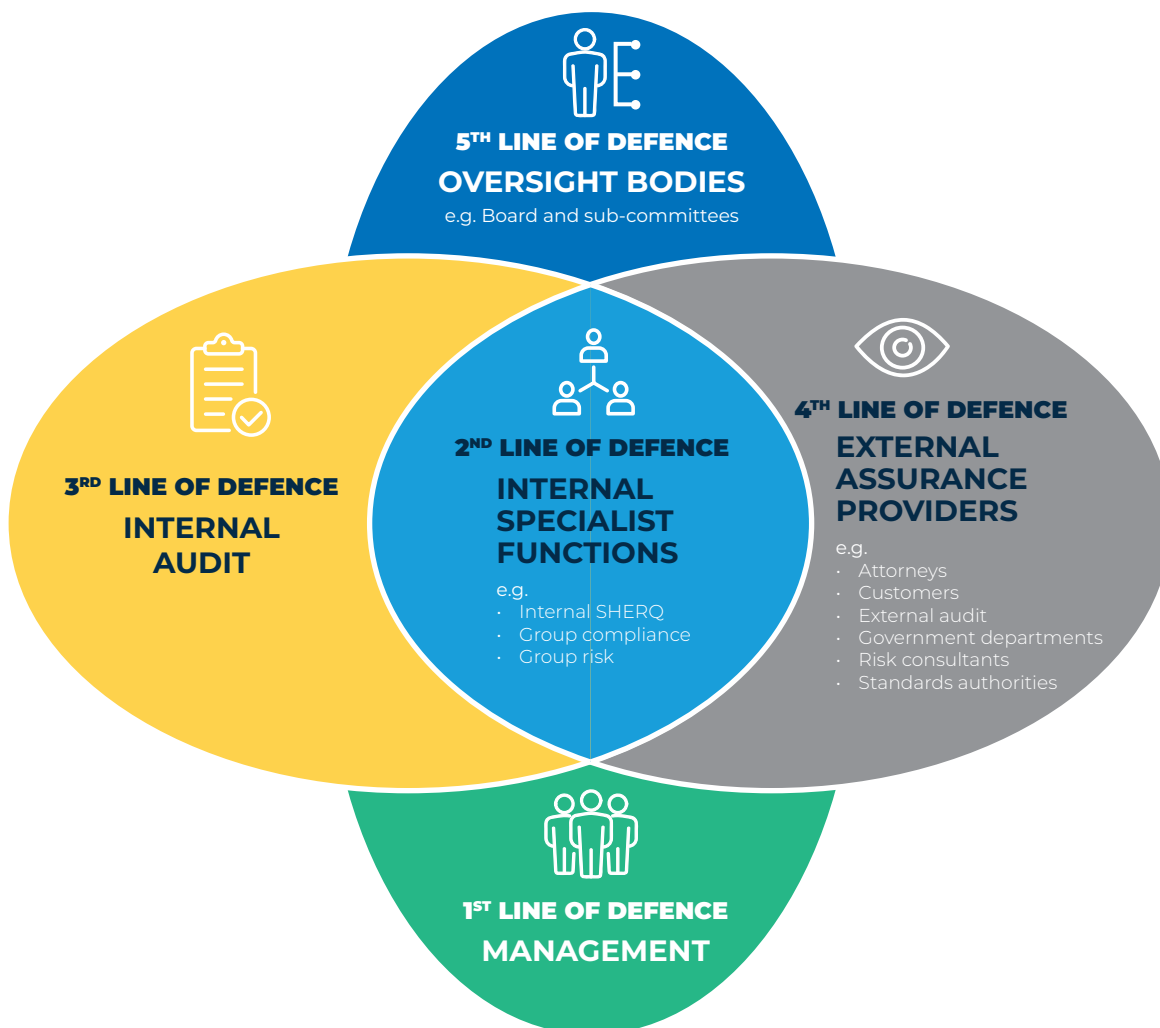 5TH LINE OF DEFENCE
OVERSIGHT BODIES
e.g. Board and sub-committees
3RD LINE OF DEFENCE
INTERNAL
AUDIT
2ND LINE OF DEFENCE
INTERNAL
SPECIALIST
FUNCTIONS
e.g.
· Internal SHERQ
· Group compliance
· Group risk
4TH LINE OF DEFENCE
EXTERNAL
ASSURANCE
PROVIDERS
e.g.
· Attorneys
· Customers
· External audit
· Government departments
· Risk consultants
· Standards authorities
1ST LINE OF DEFENCE
MANAGEMENT